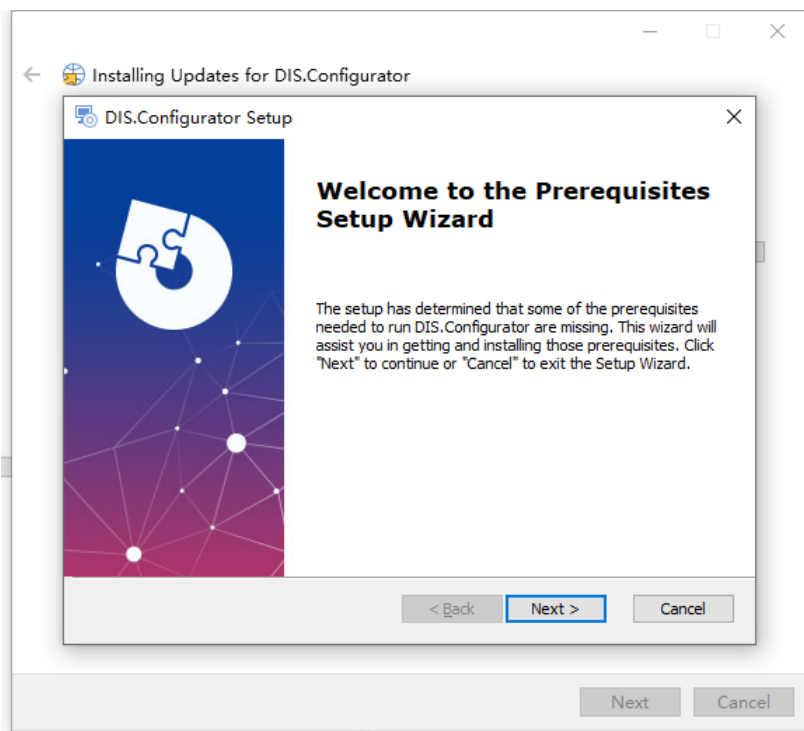 Installing Updates for DIS.Configurator
DIS.Configurator Setup
Welcome to the Prerequisites
Setup Wizard
The setup has determined that some of the prerequisites
needed to run DIS.Configurator are missing. This wizard will
assist you in getting and installing those prerequisites. Click
"Next" to continue or "Cancel" to exit the Setup Wizard.
< Back Next > Cancel
Next Cancel